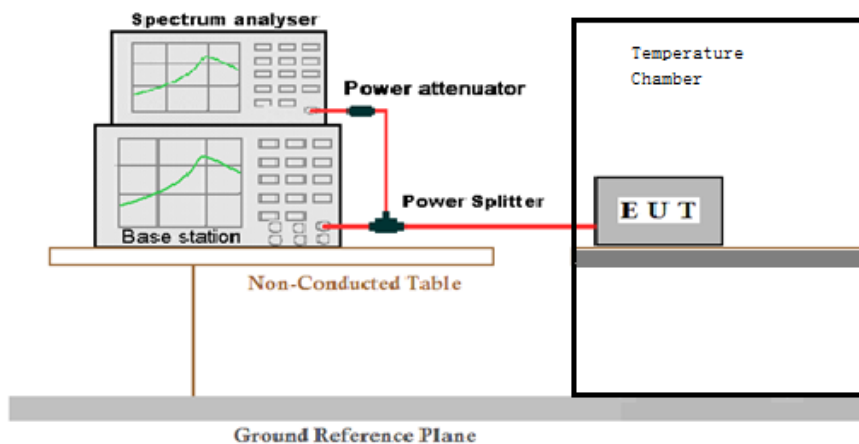 Spectrum analyser
Temperature
Chamber
Power attenuator
Power Splitter
E U T
Base station
Non-Conducted Table
Ground Reference Plane